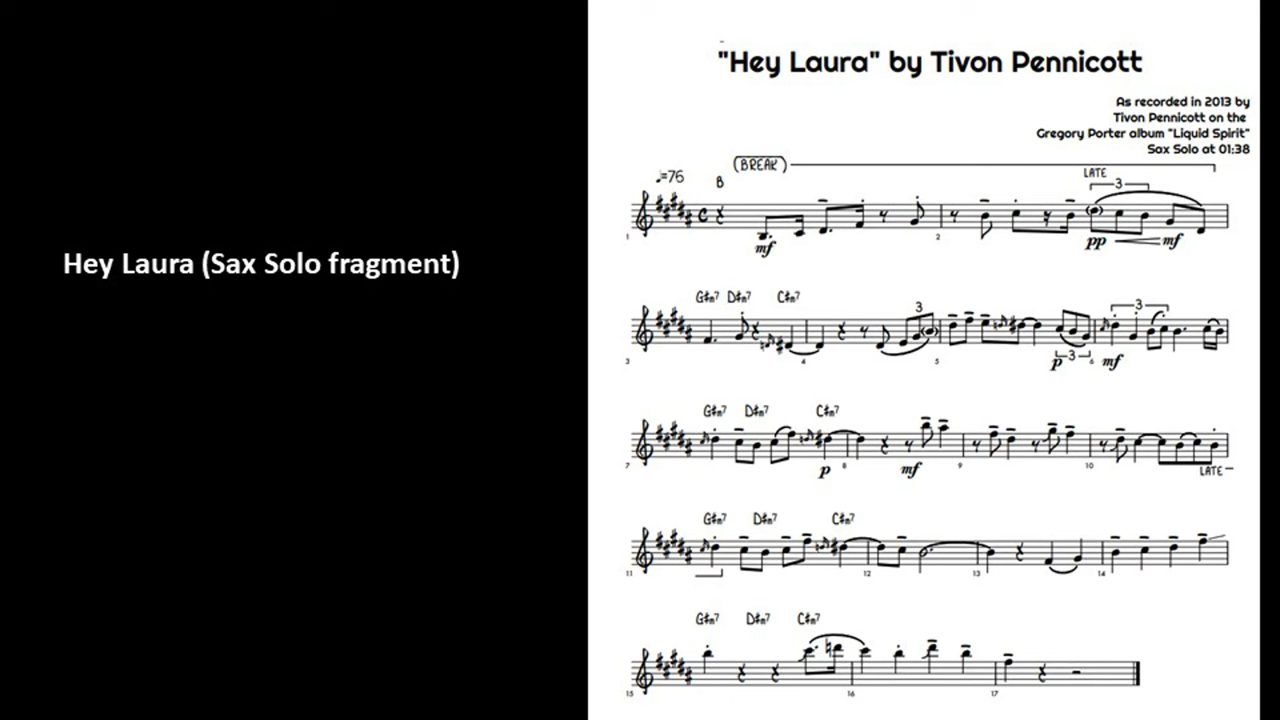 Hey Laura (Sax Solo fragment)
"Hey Laura" by Tivon Pennicott
As recorded in 2013 by
Tivon Pennicott on the
Gregory Porter album "Liquid Spirit"
Sax Solo at 01:38
(BREAK)
♩=76 B LATE
3
1 mf 2 pp mf
G#m7 D#m7 C#m7
3 3
3 4 5 p 3 6 mf
G#m7 D#m7 C#m7
7 p 8 mf 9 10 LATE
G#m7 D#m7 C#m7
11 12 13 14
G#m7 D#m7 C#m7
15 16 17